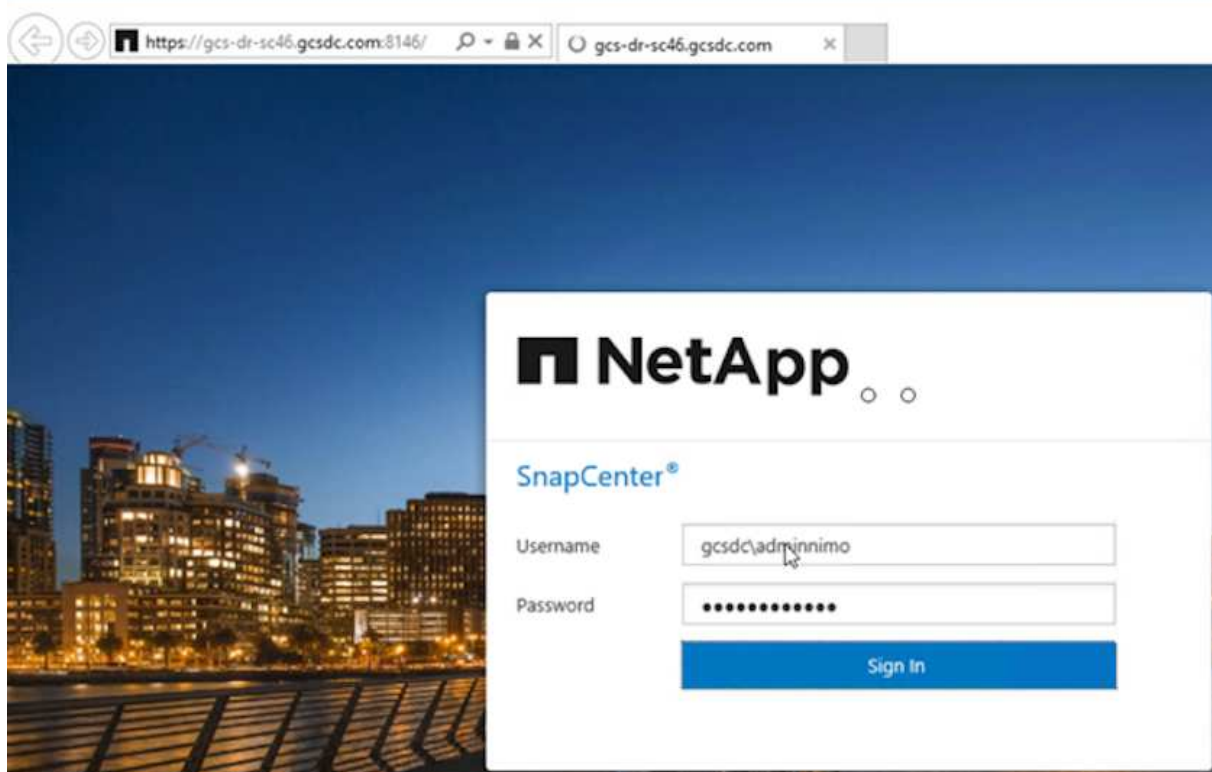 https://gcs-dr-sc46.gcsdc.com:8146/
gcs-dr-sc46.gcsdc.com
NetApp
SnapCenter®
Username gcsdc\adminnimo
Password ●●●●●●●●●●●●
Sign In